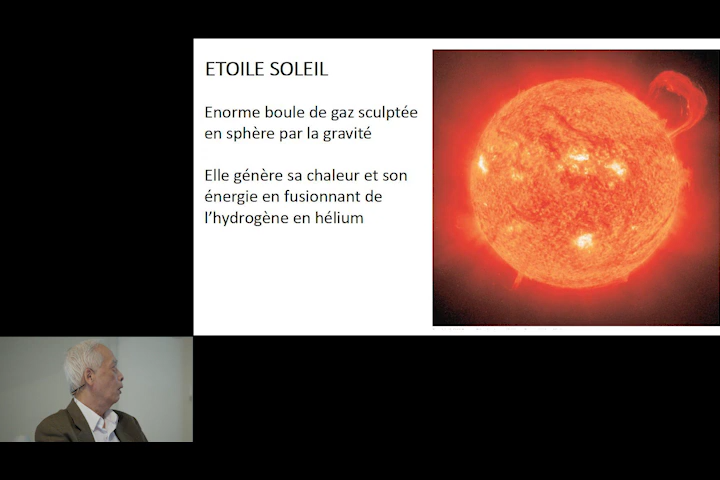 ETOILE SOLEIL
Enorme boule de gaz sculptée
en sphère par la gravité
Elle génère sa chaleur et son
énergie en fusionnant de
l’hydrogène en hélium